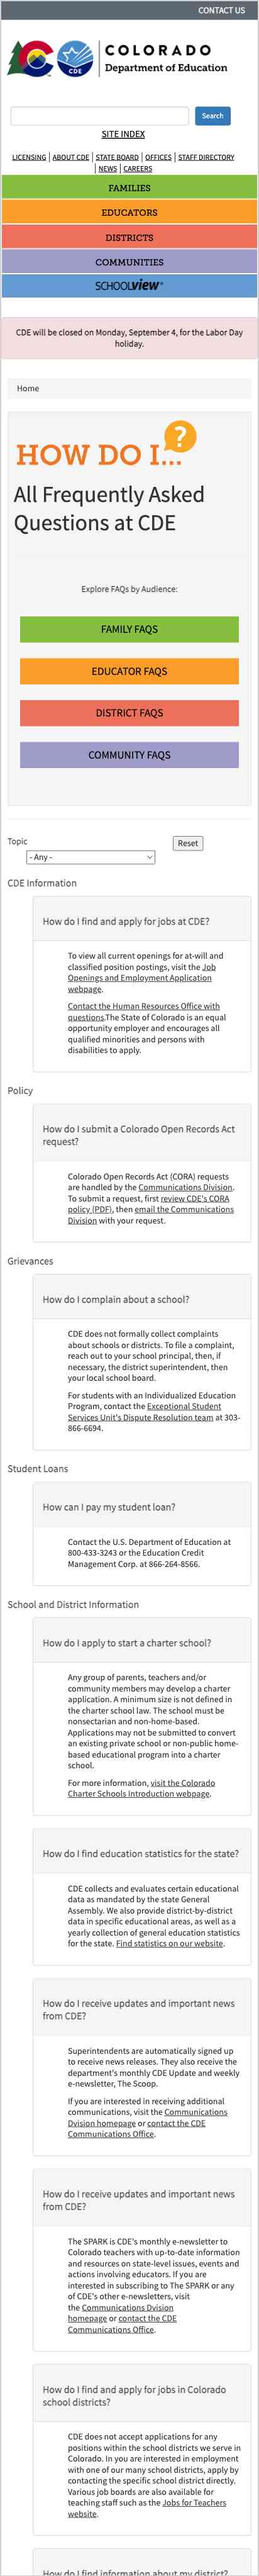 CONTACT US
COLORADO
Department of Education
CDE
Search
SITE INDEX
LICENSING | ABOUT CDE | STATE BOARD | OFFICES | STAFF DIRECTORY
| NEWS | CAREERS
FAMILIES
EDUCATORS
DISTRICTS
COMMUNITIES
SCHOOLVIEW®
CDE will be closed on Monday, September 4, for the Labor Day
holiday.
Home
HOW DO I...?
All Frequently Asked
Questions at CDE
Explore FAQs by Audience:
FAMILY FAQS
EDUCATOR FAQS
DISTRICT FAQS
COMMUNITY FAQS
Topic
Reset
- Any -
CDE Information
How do I find and apply for jobs at CDE?
To view all current openings for at-will and
classified position postings, visit the Job
Openings and Employment Application
webpage.
Contact the Human Resources Office with
questions.The State of Colorado is an equal
opportunity employer and encourages all
qualified minorities and persons with
disabilities to apply.
Policy
How do I submit a Colorado Open Records Act
request?
Colorado Open Records Act (CORA) requests
are handled by the Communications Division.
To submit a request, first review CDE's CORA
policy (PDF), then email the Communications
Division with your request.
Grievances
How do I complain about a school?
CDE does not formally collect complaints
about schools or districts. To file a complaint,
reach out to your school principal, then, if
necessary, the district superintendent, then
your local school board.
For students with an Individualized Education
Program, contact the Exceptional Student
Services Unit's Dispute Resolution team at 303-
866-6694.
Student Loans
How can I pay my student loan?
Contact the U.S. Department of Education at
800-433-3243 or the Education Credit
Management Corp. at 866-264-8566.
School and District Information
How do I apply to start a charter school?
Any group of parents, teachers and/or
community members may develop a charter
application. A minimum size is not defined in
the charter school law. The school must be
nonsectarian and non-home-based.
Applications may not be submitted to convert
an existing private school or non-public home-
based educational program into a charter
school.
For more information, visit the Colorado
Charter Schools Introduction webpage.
How do I find education statistics for the state?
CDE collects and evaluates certain educational
data as mandated by the state General
Assembly. We also provide district-by-district
data in specific educational areas, as well as a
yearly collection of general education statistics
for the state. Find statistics on our website.
How do I receive updates and important news
from CDE?
Superintendents are automatically signed up
to receive news releases. They also receive the
department's monthly CDE Update and weekly
e-newsletter, The Scoop.
If you are interested in receiving additional
communications, visit the Communications
Dvision homepage or contact the CDE
Communications Office.
How do I receive updates and important news
from CDE?
The SPARK is CDE's monthly e-newsletter to
Colorado teachers with up-to-date information
and resources on state-level issues, events and
actions involving educators. If you are
interested in subscribing to The SPARK or any
of CDE's other e-newsletters, visit
the Communications Dvision
homepage or contact the CDE
Communications Office.
How do I find and apply for jobs in Colorado
school districts?
CDE does not accept applications for any
positions within the school districts we serve in
Colorado. In you are interested in employment
with one of our many school districts, apply by
contacting the specific school district directly.
Various job boards are also available for
teaching staff such as the Jobs for Teachers
website.
How do I find information about my district?